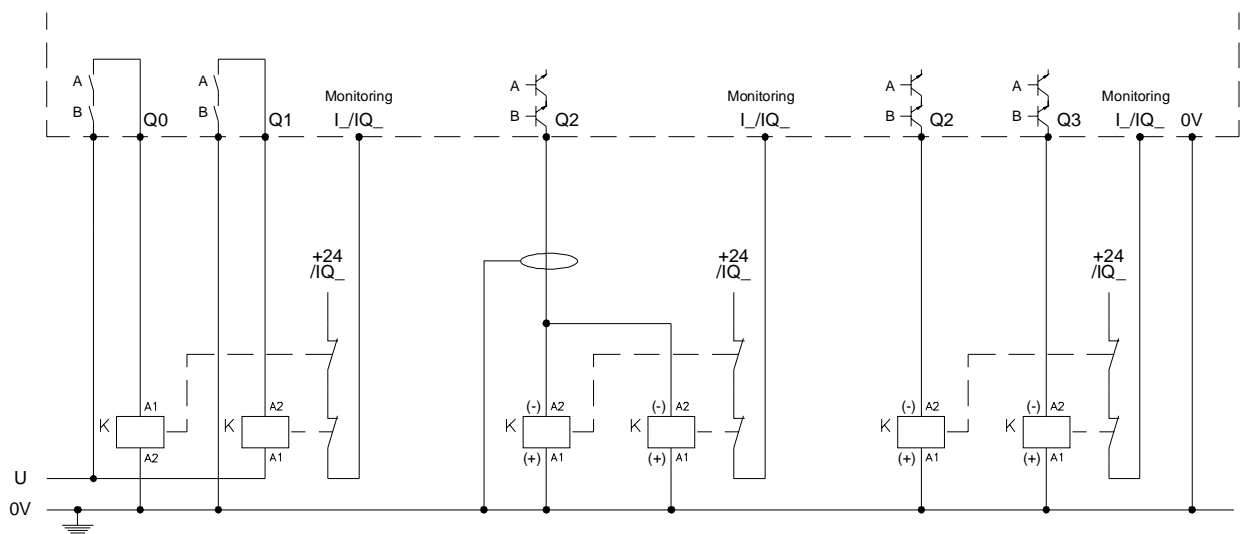 A
B
Q0
A
B
Q1
Monitoring
I_/IQ_
A
B
Q2
Monitoring
I_/IQ_
A
B
Q2
A
B
Q3
Monitoring
I_/IQ_
0V
+24
/IQ_
+24
/IQ_
+24
/IQ_
K
A1
A2
K
A2
A1
K
(-)
A2
(+)
A1
K
(-)
A2
(+)
A1
K
(-)
A2
(+)
A1
K
(-)
A2
(+)
A1
U
0V